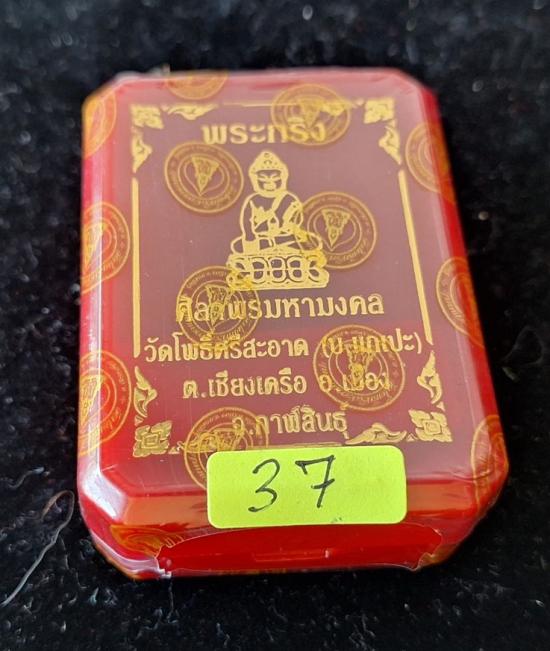 พระกริ่ง
ศิลาพรมหามงคล
วัดโพธิ์ศรีสะอาด (บ.แกเปะ)
ต.เชียงเครือ อ.เมือง
จ.กาฬสินธุ์
37